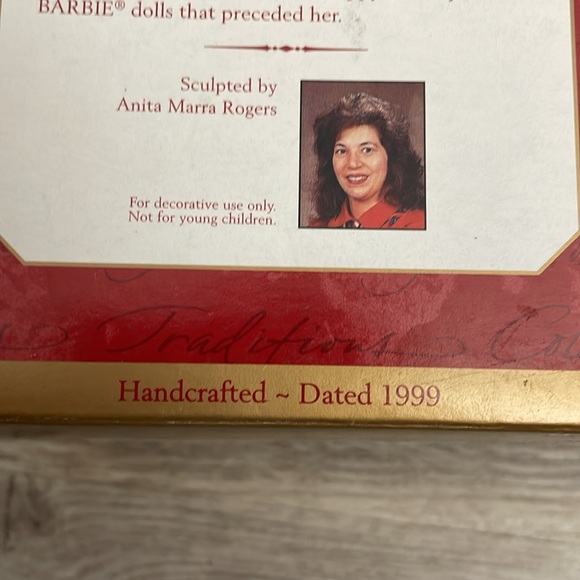 BARBIE® dolls that preceded her.
Sculpted by
Anita Marra Rogers
For decorative use only.
Not for young children.
Traditions
Handcrafted ~ Dated 1999